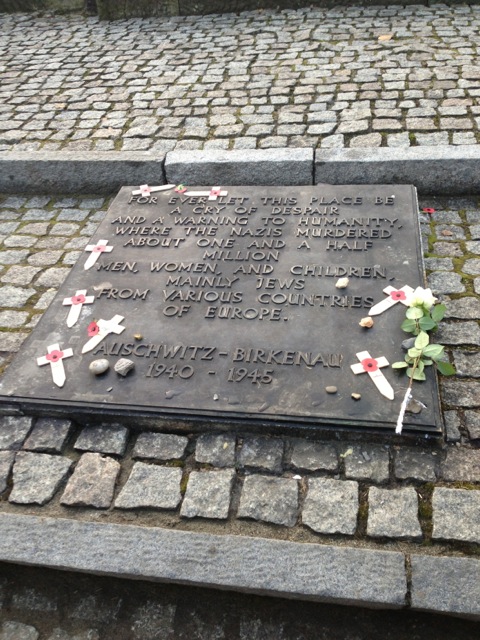 FOR EVER LET THIS PLACE BE
A CRY OF DESPAIR
AND A WARNING TO HUMANITY,
WHERE THE NAZIS MURDERED
ABOUT ONE AND A HALF
MILLION
MEN, WOMEN, AND CHILDREN,
MAINLY JEWS
FROM VARIOUS COUNTRIES
OF EUROPE.
AUSCHWITZ-BIRKENAU
1940 - 1945